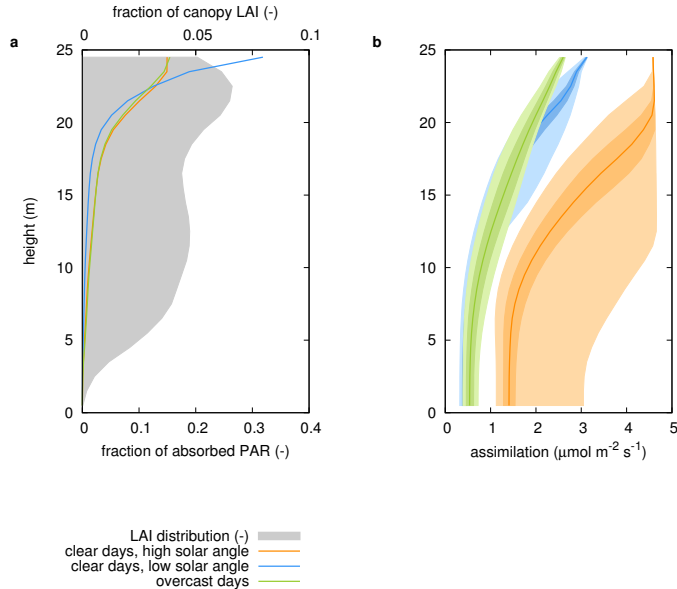 fraction of canopy LAI (-)
0 0.05 0.1
a
b
25
20
15
10
5
0
height (m)
0 0.1 0.2 0.3 0.4
fraction of absorbed PAR (-)
25
20
15
10
5
0
0 1 2 3 4 5
assimilation (μmol m⁻² s⁻¹)
LAI distribution (-)
clear days, high solar angle
clear days, low solar angle
overcast days